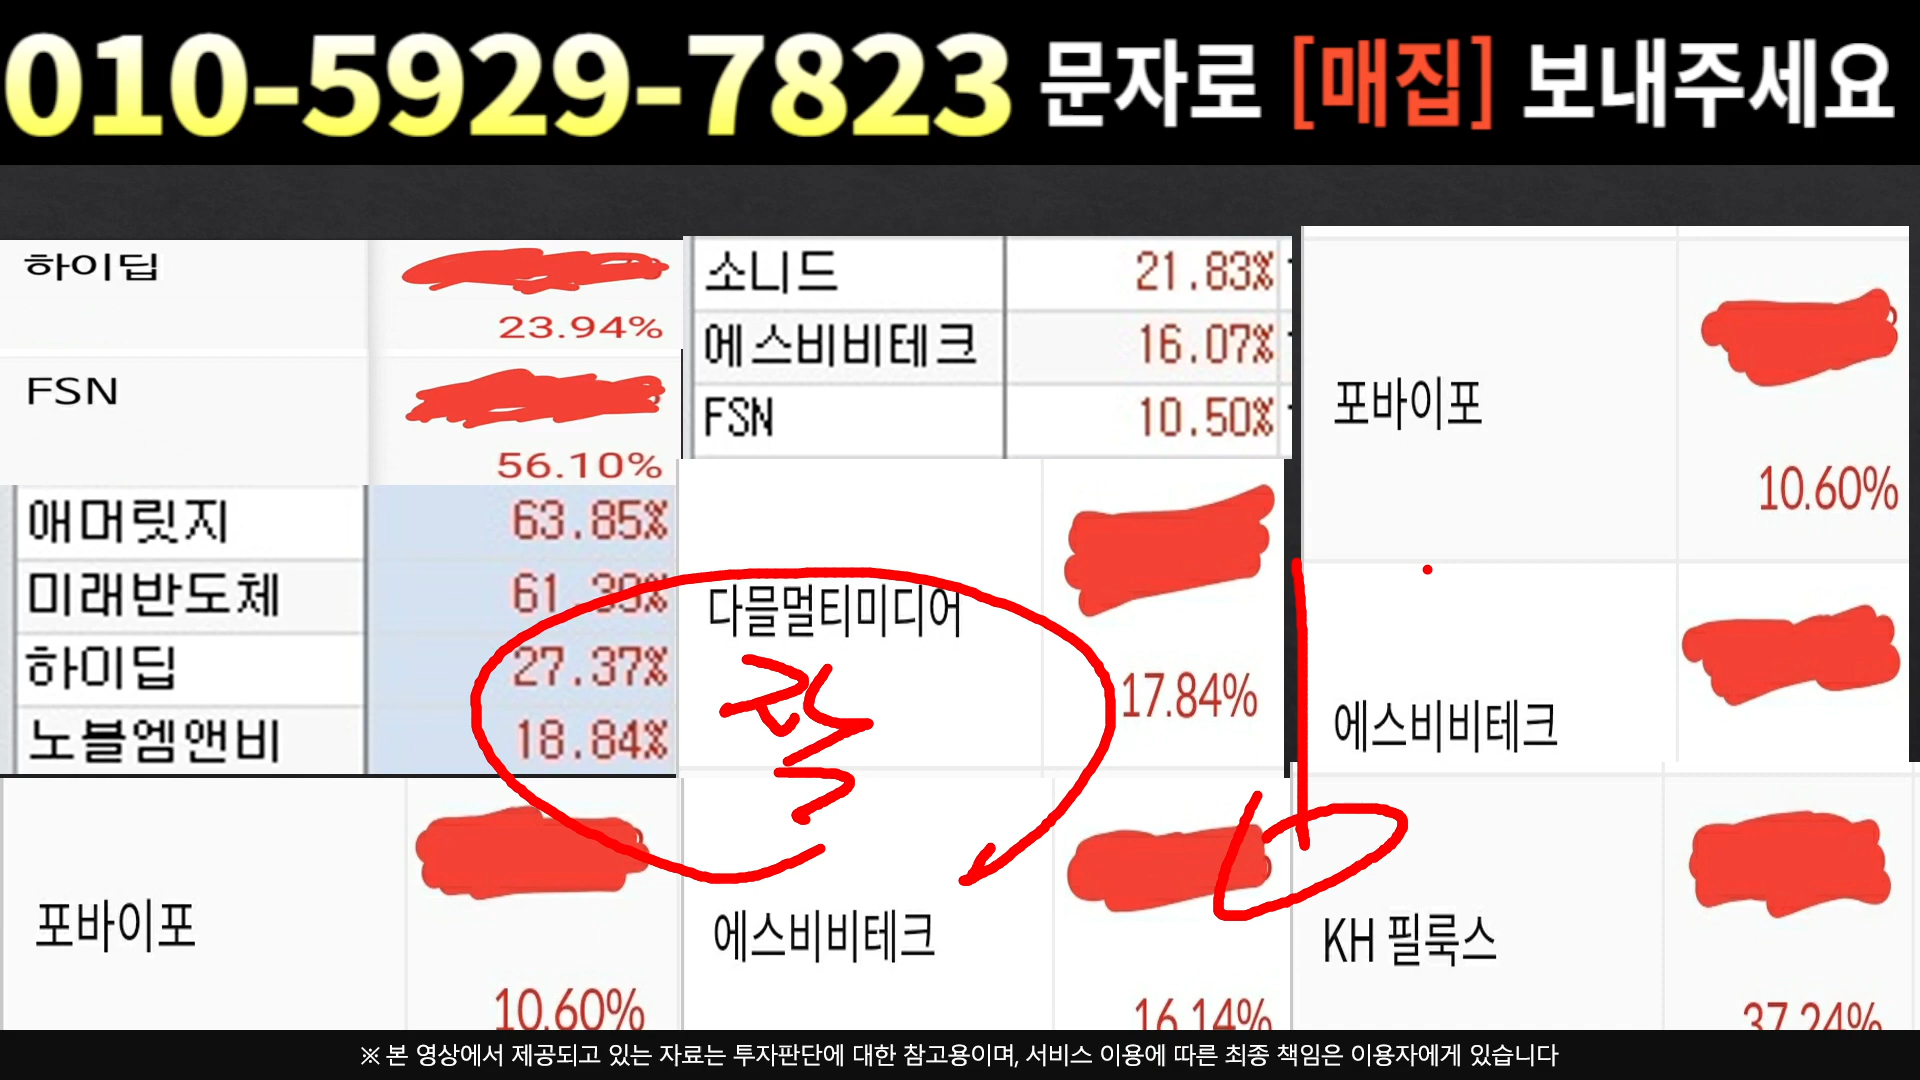 010-5929-7823 문자로 [매집] 보내주세요
하이딥
23.94%
FSN
56.10%
애머릿지 63.85%
미래반도체 61.39%
하이딥 27.37%
노블엠앤비 18.84%
소니드 21.83%
에스비비테크 16.07%
FSN 10.50%
다믈멀티미디어
17.84%
포바이포
10.60%
에스비비테크
포바이포
10.60%
에스비비테크
16.14%
KH 필룩스
37.24%
※ 본 영상에서 제공되고 있는 자료는 투자판단에 대한 참고용이며, 서비스 이용에 따른 최종 책임은 이용자에게 있습니다